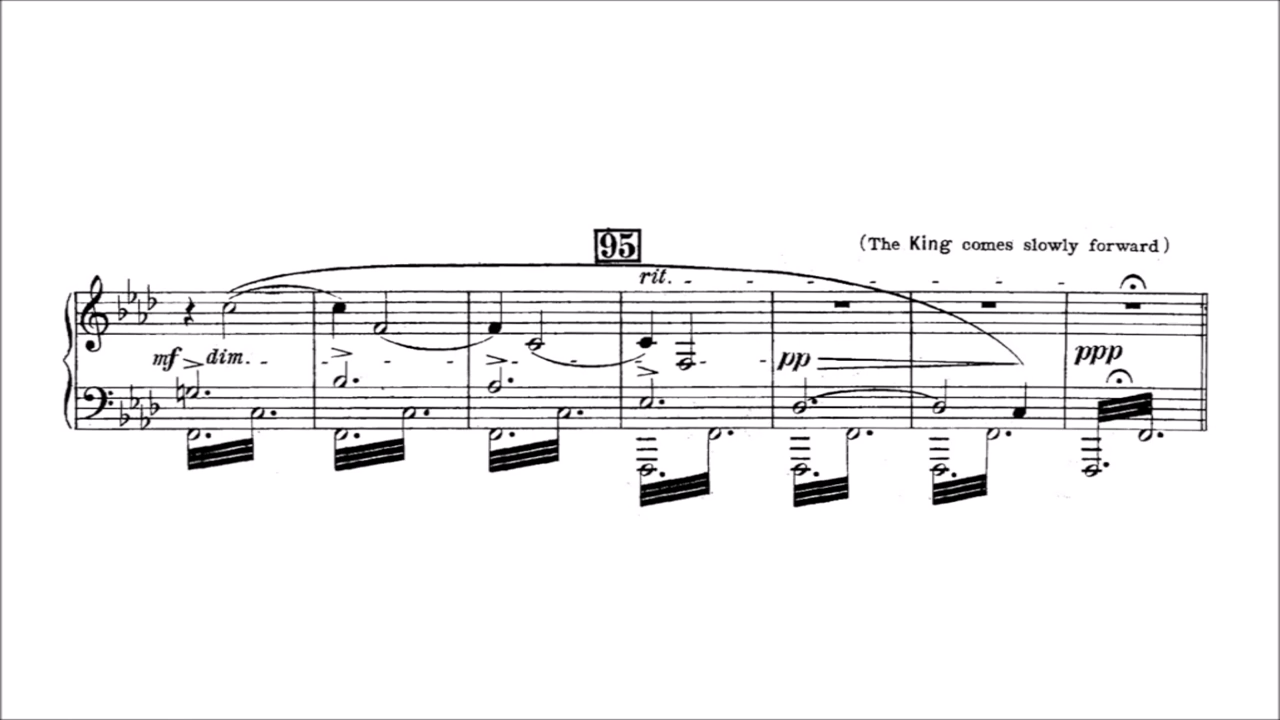 95
(The King comes slowly forward)
rit.
mf dim.
pp
ppp